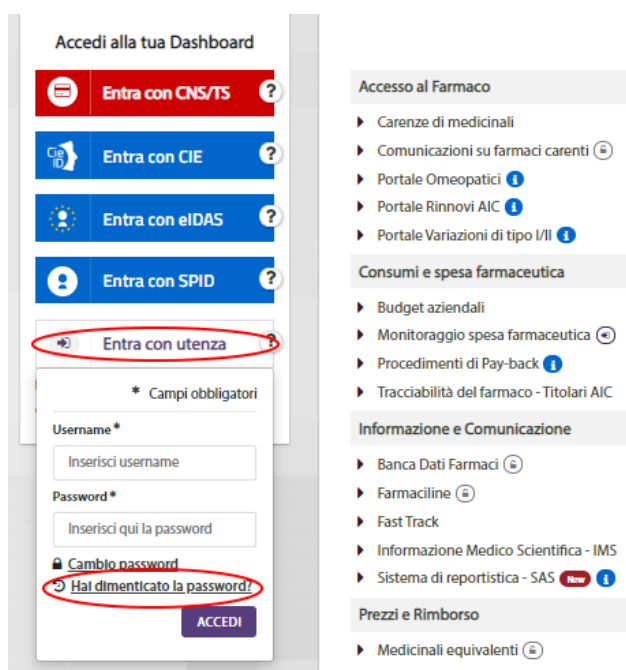 Accedi alla tua Dashboard
Entra con CNS/TS ?
Cie ID Entra con CIE ?
Entra con eIDAS ?
Entra con SPID ?
Entra con utenza ?
* Campi obbligatori
Username *
Inserisci username
Password *
Inserisci qui la password
Cambio password
Hai dimenticato la password?
ACCEDI
Accesso al Farmaco
Carenze di medicinali
Comunicazioni su farmaci carenti
Portale Omeopatici i
Portale Rinnovi AIC i
Portale Variazioni di tipo I/II i
Consumi e spesa farmaceutica
Budget aziendali
Monitoraggio spesa farmaceutica
Procedimenti di Pay-back i
Tracciabilità del farmaco - Titolari AIC
Informazione e Comunicazione
Banca Dati Farmaci
Farmaciline
Fast Track
Informazione Medico Scientifica - IMS
Sistema di reportistica - SAS New i
Prezzi e Rimborso
Medicinali equivalenti